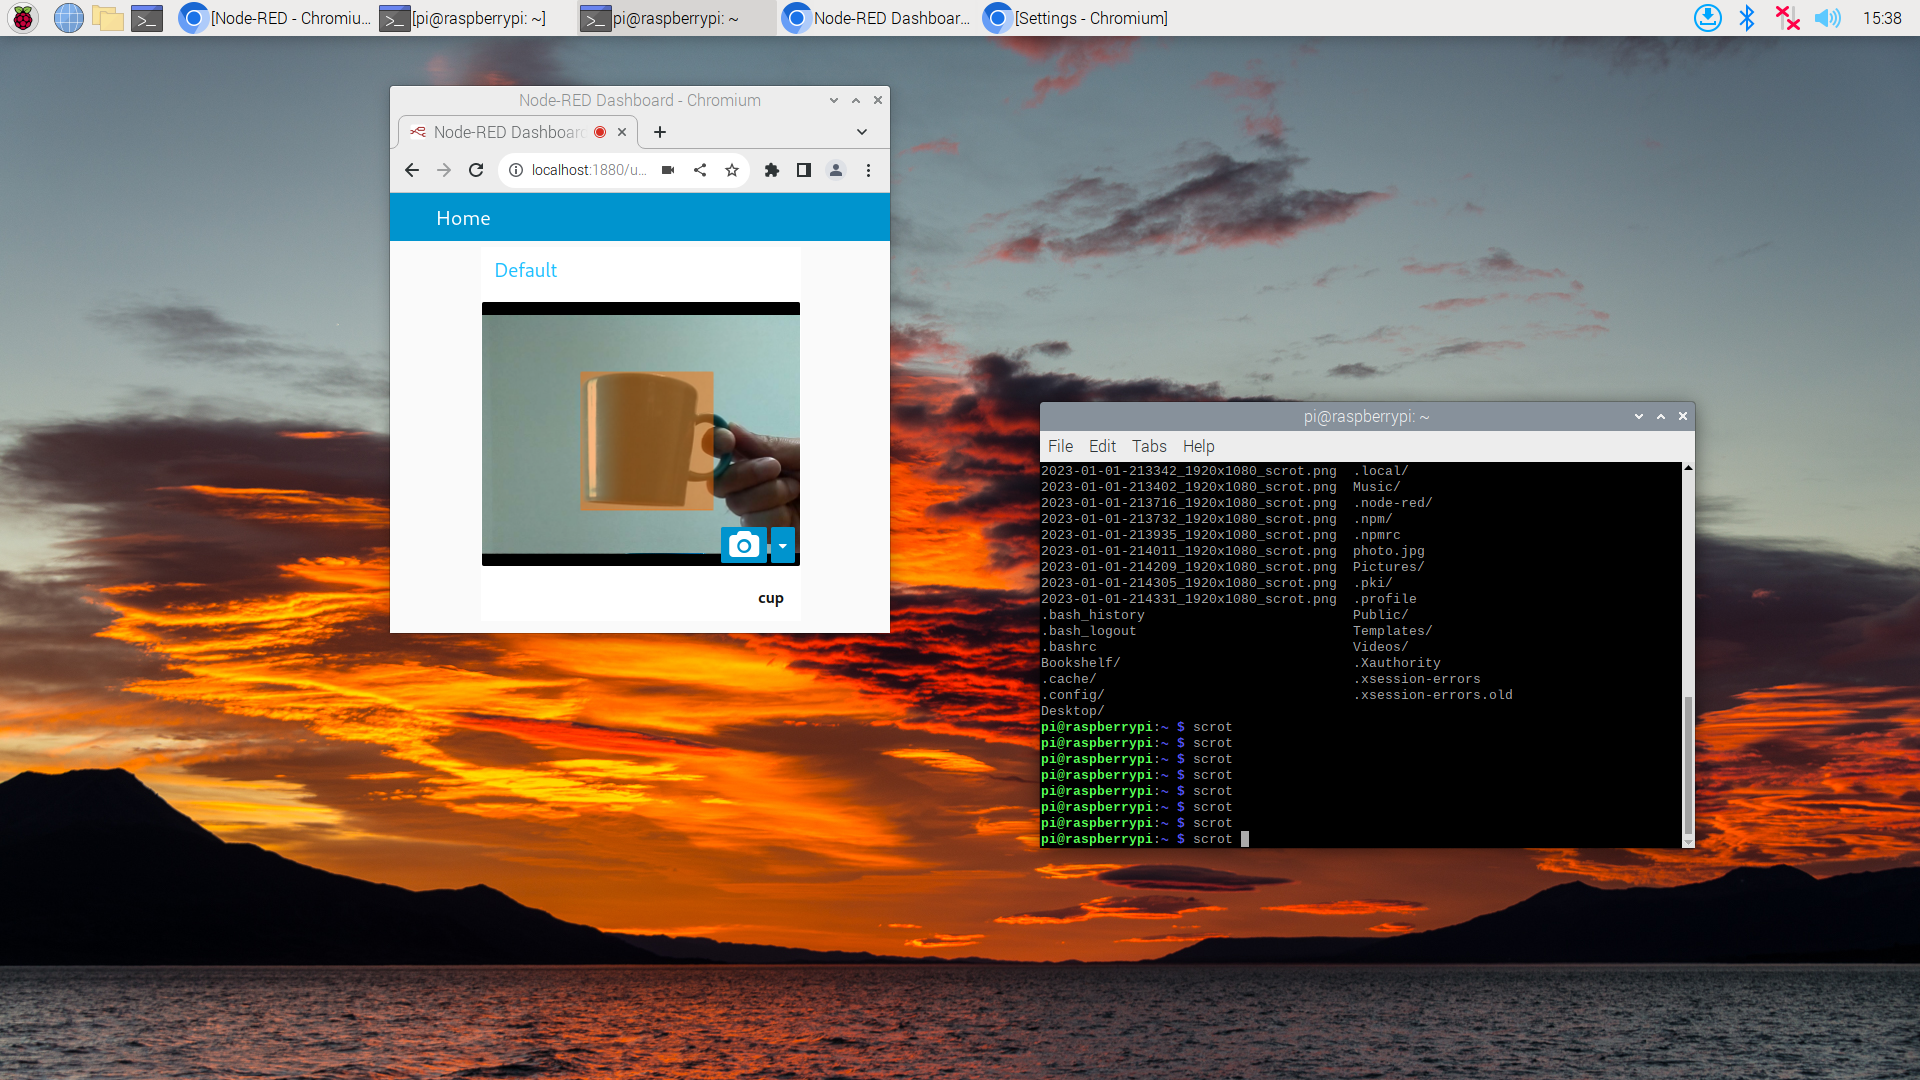 [Node-RED - Chromiu... [pi@raspberrypi: ~] pi@raspberrypi: ~ Node-RED Dashboar... [Settings - Chromium] 15:38
Node-RED Dashboard - Chromium
Node-RED Dashboar
localhost:1880/u...
Home
Default
cup
pi@raspberrypi: ~
File Edit Tabs Help
2023-01-01-213342_1920x1080_scrot.png .local/
2023-01-01-213402_1920x1080_scrot.png Music/
2023-01-01-213716_1920x1080_scrot.png .node-red/
2023-01-01-213732_1920x1080_scrot.png .npm/
2023-01-01-213935_1920x1080_scrot.png .npmrc
2023-01-01-214011_1920x1080_scrot.png photo.jpg
2023-01-01-214209_1920x1080_scrot.png Pictures/
2023-01-01-214305_1920x1080_scrot.png .pki/
2023-01-01-214331_1920x1080_scrot.png .profile
.bash_history Public/
.bash_logout Templates/
.bashrc Videos/
Bookshelf/ .Xauthority
.cache/ .xsession-errors
.config/ .xsession-errors.old
Desktop/
pi@raspberrypi:~ $ scrot
pi@raspberrypi:~ $ scrot
pi@raspberrypi:~ $ scrot
pi@raspberrypi:~ $ scrot
pi@raspberrypi:~ $ scrot
pi@raspberrypi:~ $ scrot
pi@raspberrypi:~ $ scrot
pi@raspberrypi:~ $ scrot